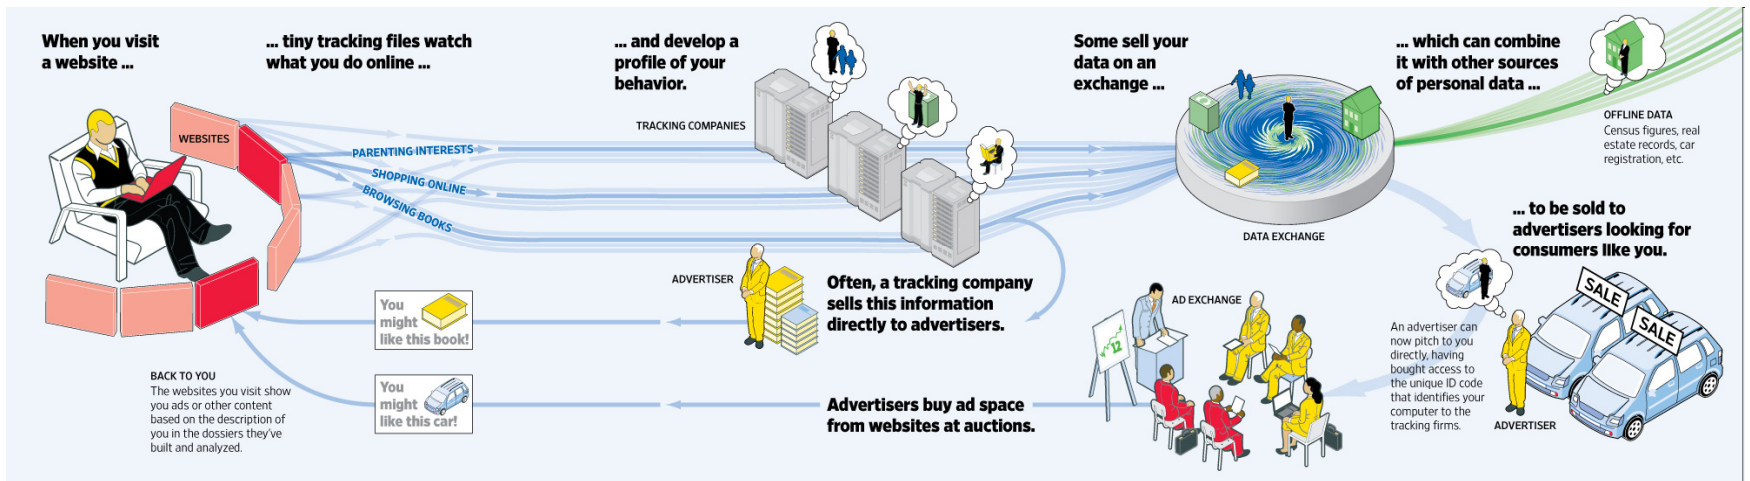 When you visit
a website ...
... tiny tracking files watch
what you do online ...
... and develop a
profile of your
behavior.
Some sell your
data on an
exchange ...
... which can combine
it with other sources
of personal data ...
WEBSITES
PARENTING INTERESTS
SHOPPING ONLINE
BROWSING BOOKS
TRACKING COMPANIES
DATA EXCHANGE
OFFLINE DATA
Census figures, real
estate records, car
registration, etc.
... to be sold to
advertisers looking for
consumers like you.
SALE
SALE
An advertiser can
now pitch to you
directly, having
bought access to
the unique ID code
that identifies your
computer to the
tracking firms.
ADVERTISER
ADVERTISER
Often, a tracking company
sells this information
directly to advertisers.
AD EXCHANGE
12
Advertisers buy ad space
from websites at auctions.
You
might
like this book!
You
might
like this car!
BACK TO YOU
The websites you visit show
you ads or other content
based on the description of
you in the dossiers they've
built and analyzed.